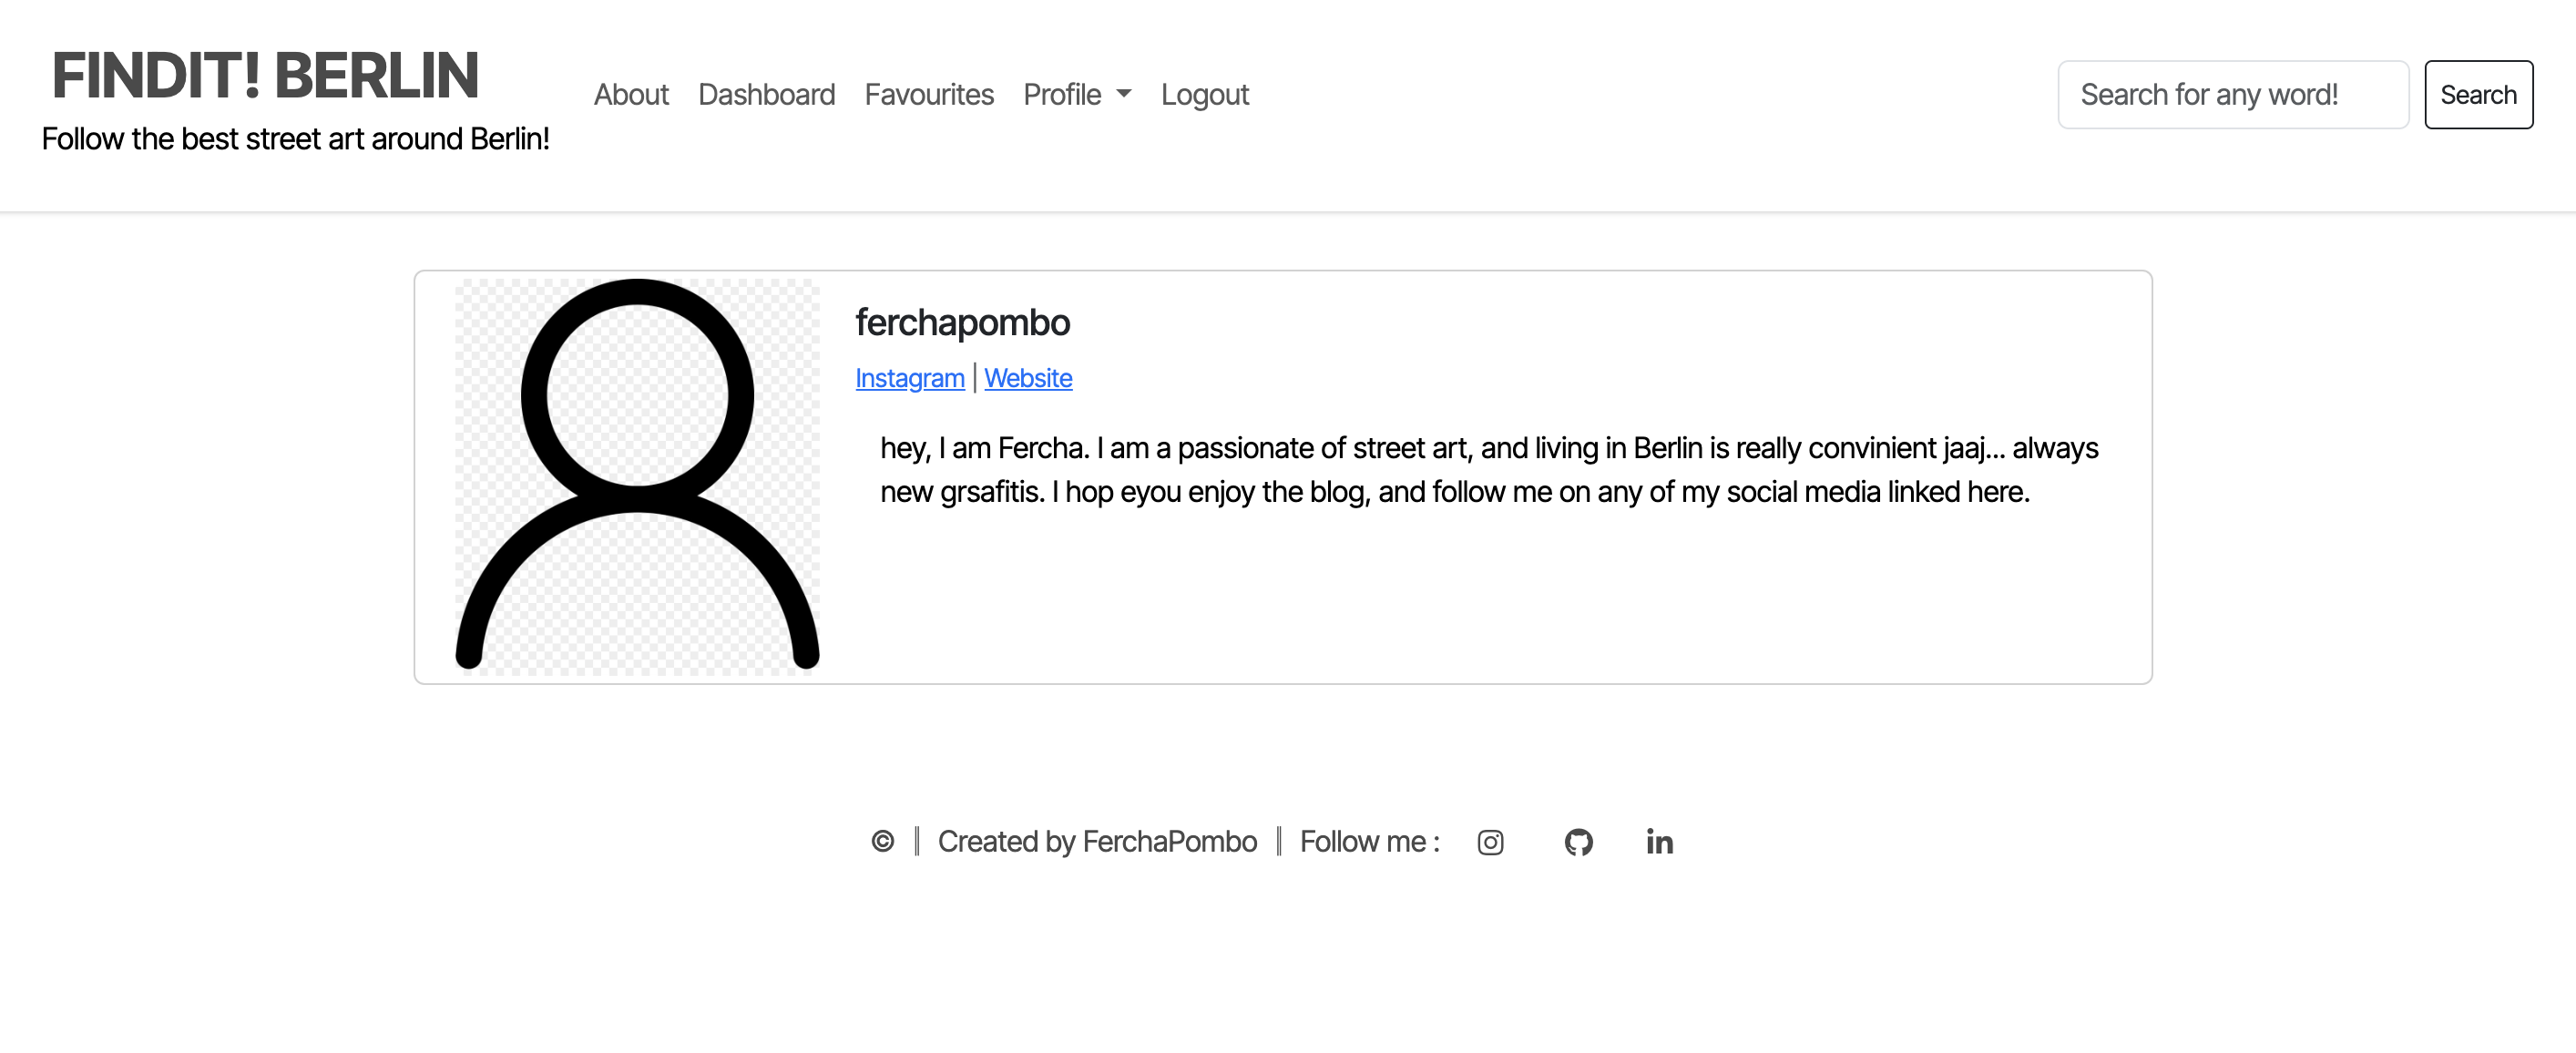 FINDIT! BERLIN
Follow the best street art around Berlin!
About Dashboard Favourites Profile Logout
Search for any word! Search
ferchapombo
Instagram | Website
hey, I am Fercha. I am a passionate of street art, and living in Berlin is really convinient jaaj... always
new grsafitis. I hop eyou enjoy the blog, and follow me on any of my social media linked here.
© ‖ Created by FerchaPombo ‖ Follow me :